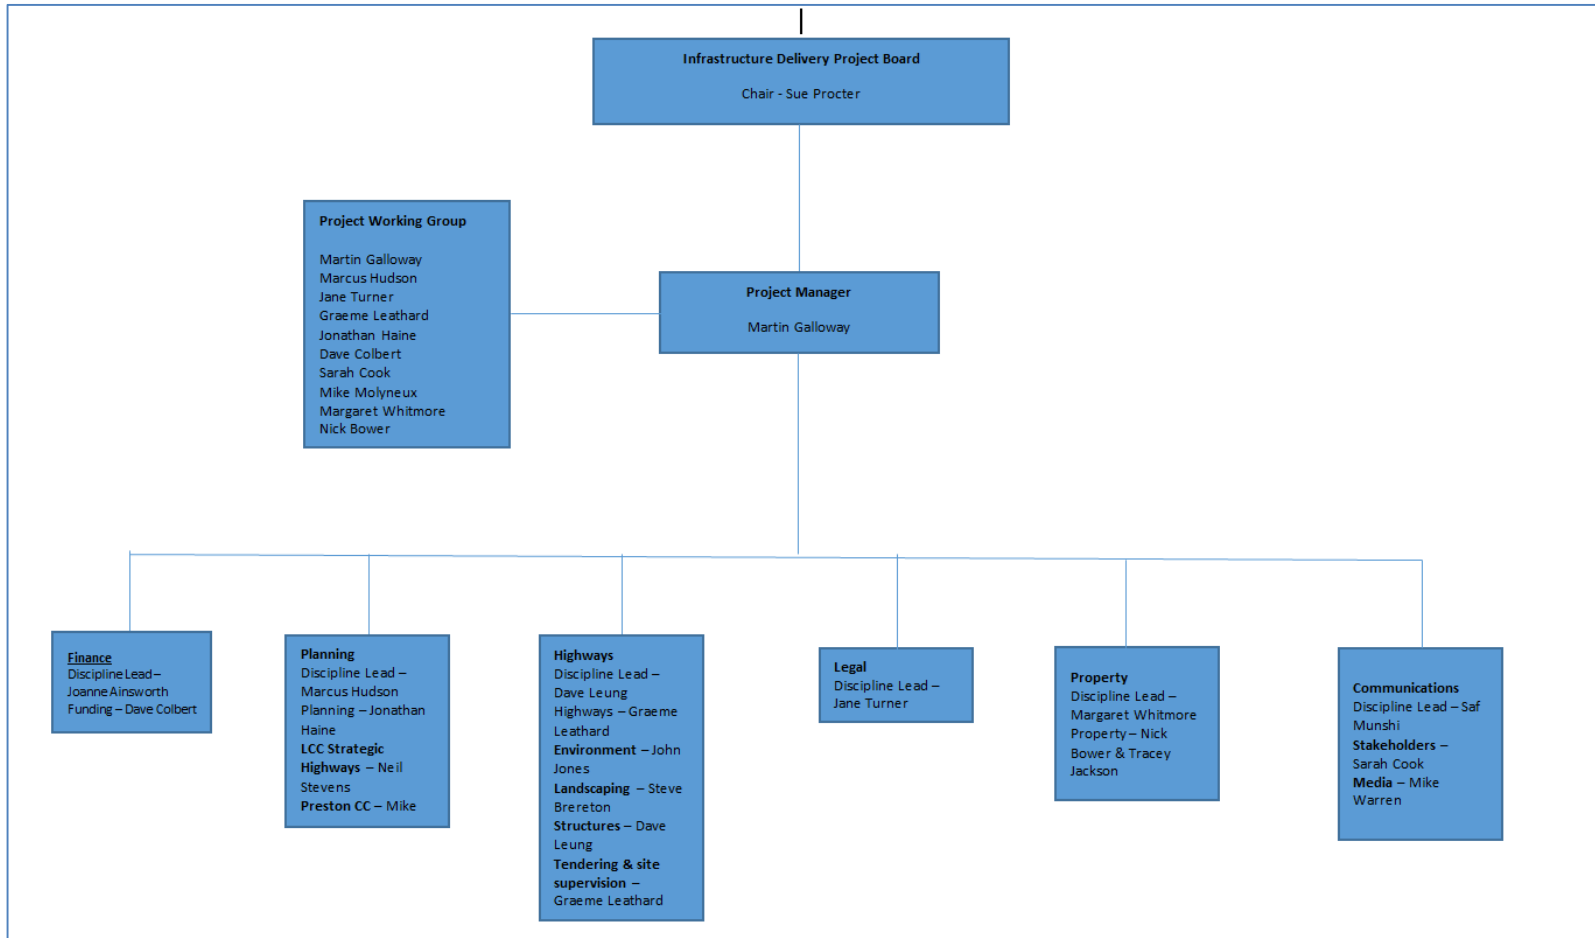 Infrastructure Delivery Project Board
Chair - Sue Procter
Project Working Group
Martin Galloway
Marcus Hudson
Jane Turner
Graeme Leathard
Jonathan Haine
Dave Colbert
Sarah Cook
Mike Molyneux
Margaret Whitmore
Nick Bower
Project Manager
Martin Galloway
Finance
Discipline Lead –
Joanne Ainsworth
Funding – Dave Colbert
Planning
Discipline Lead –
Marcus Hudson
Planning – Jonathan
Haine
LCC Strategic
Highways – Neil
Stevens
Preston CC – Mike
Highways
Discipline Lead –
Dave Leung
Highways – Graeme
Leathard
Environment – John
Jones
Landscaping – Steve
Brereton
Structures – Dave
Leung
Tendering & site
supervision –
Graeme Leathard
Legal
Discipline Lead –
Jane Turner
Property
Discipline Lead –
Margaret Whitmore
Property – Nick
Bower & Tracey
Jackson
Communications
Discipline Lead – Saf
Munshi
Stakeholders –
Sarah Cook
Media – Mike
Warren